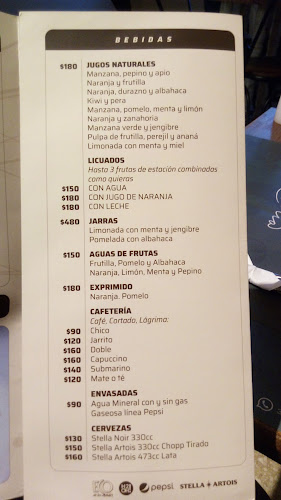 BEBIDAS
$180 JUGOS NATURALES
Manzana, pepino y apio
Naranja y frutilla
Naranja, durazno y albahaca
Kiwi y pera
Manzana, pomelo, menta y limón
Naranja y zanahoria
Manzana verde y jengibre
Pulpa de frutilla, perejil y ananá
Limonada con menta y miel
LICUADOS
Hasta 3 frutas de estación combinadas
como quieras
$150 CON AGUA
$180 CON JUGO DE NARANJA
$180 CON LECHE
$480 JARRAS
Limonada con menta y jengibre
Pomelada con albahaca
$150 AGUAS DE FRUTAS
Frutilla, Pomelo y Albahaca
Naranja, Limón, Menta y Pepino
$180 EXPRIMIDO
Naranja. Pomelo
CAFETERÍA
Café, Cortado, Lágrima:
$90 Chico
$120 Jarrito
$160 Doble
$160 Capuccino
$140 Submarino
$120 Mate o té
ENVASADAS
$90 Agua Mineral con y sin gas
Gaseosa línea Pepsi
CERVEZAS
$130 Stella Noir 330cc
$150 Stella Artois 330cc Chopp Tirado
$160 Stella Artois 473cc Lata
pepsi
STELLA ARTOIS